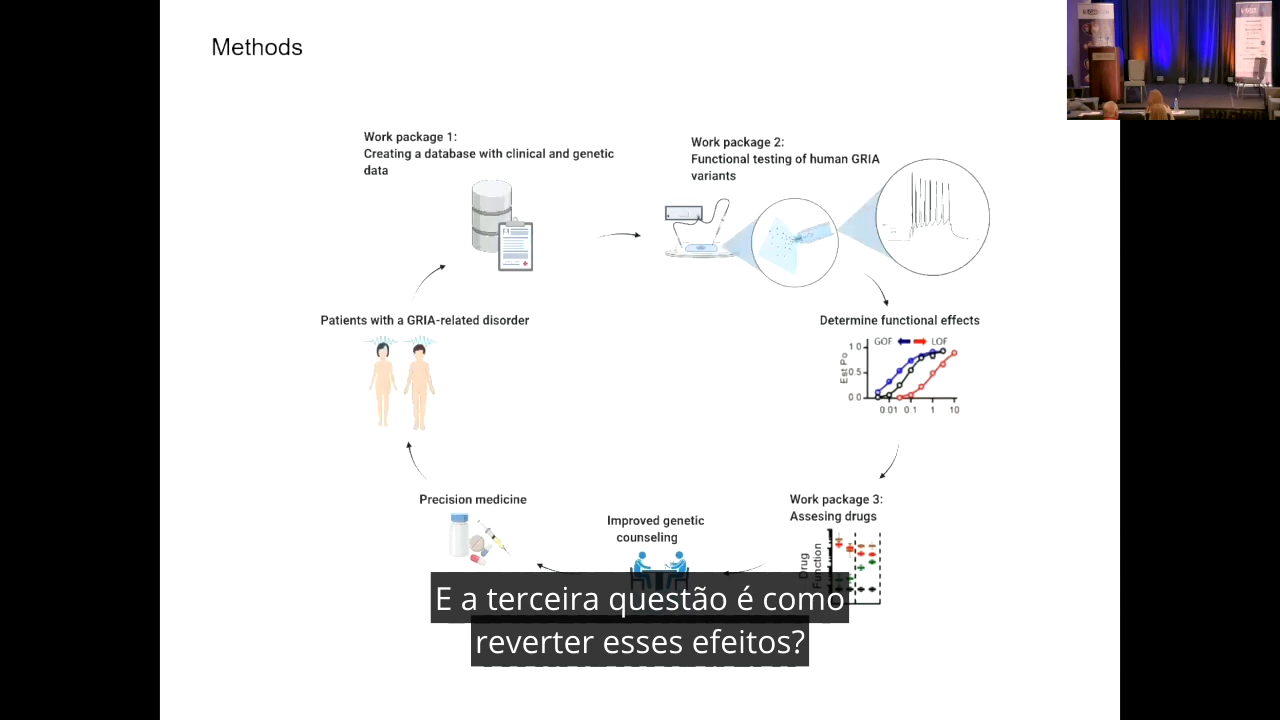 Methods
Work package 1:
Creating a database with clinical and genetic
data
Work package 2:
Functional testing of human GRIA
variants
Patients with a GRIA-related disorder
Determine functional effects
GOF
LOF
Est Po
1 0
0.5
0.0
0 01 0 1 1 10
Precision medicine
Improved genetic
counseling
Work package 3:
Assesing drugs
Drug
Function
E a terceira questão é como
reverter esses efeitos?